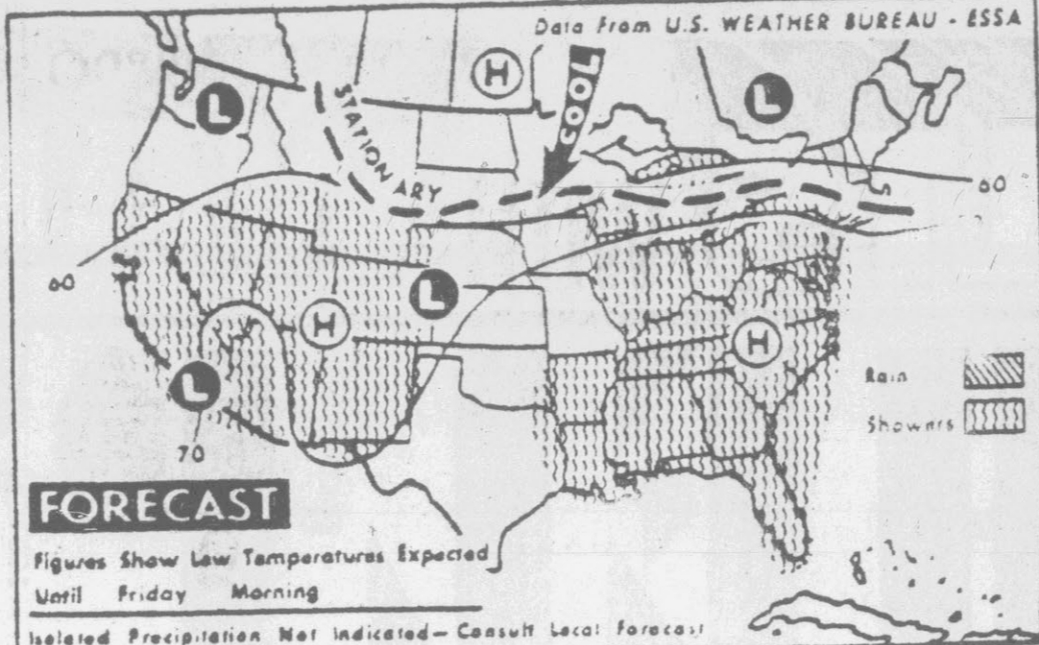 Data From U.S. WEATHER BUREAU - ESSA
H
COOL
L
L
STATIONARY
60
60
L
H
H
L
Rain
Showers
70
FORECAST
Figures Show Low Temperatures Expected
Until Friday Morning
Isolated Precipitation Not Indicated— Consult Local Forecast